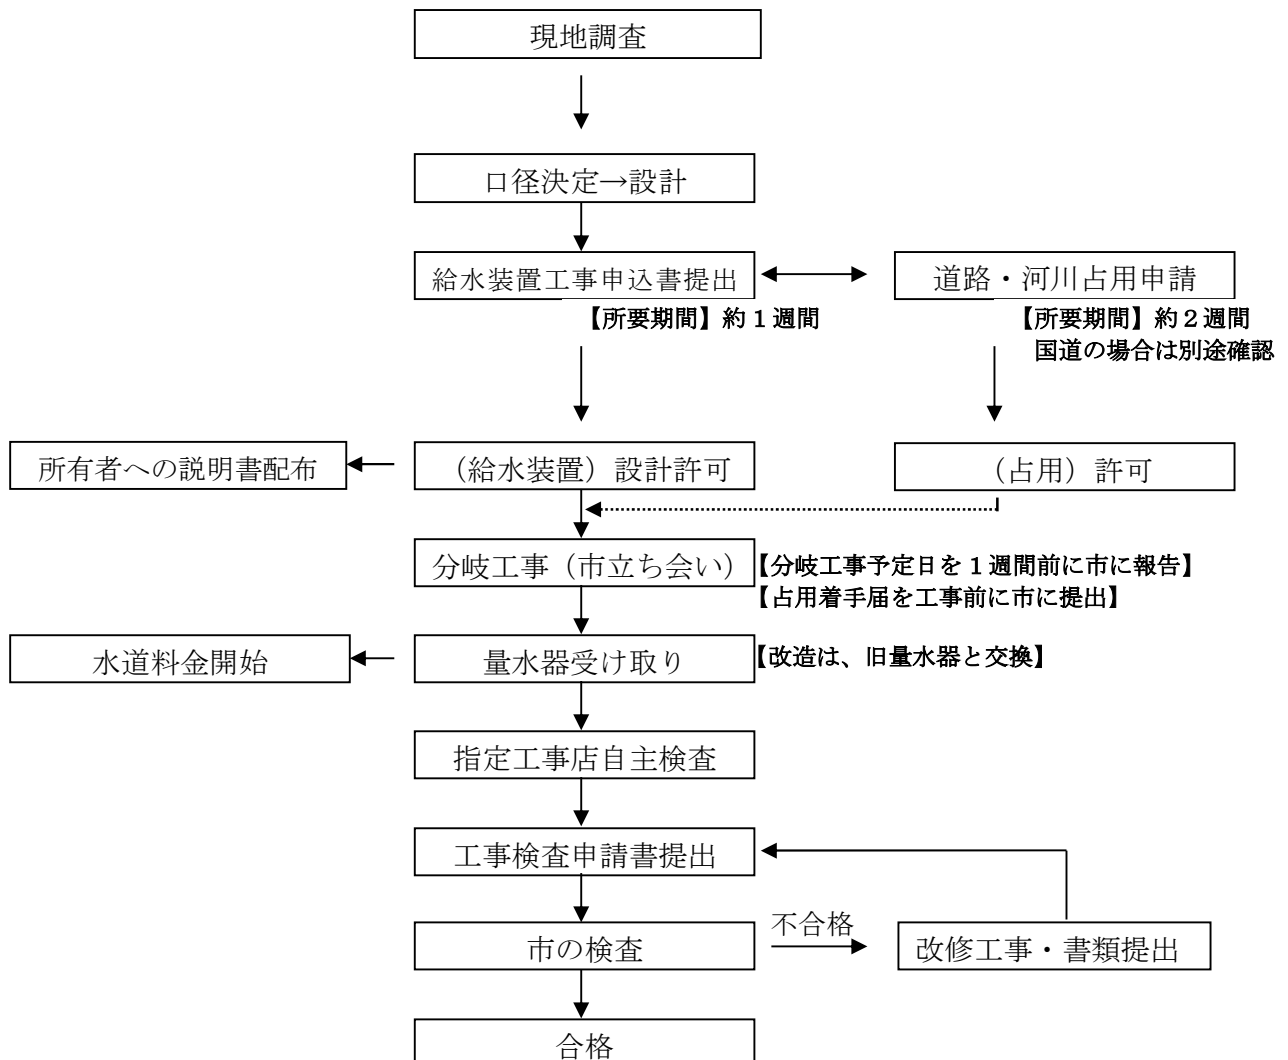 現地調査
口径決定→設計
給水装置工事申込書提出
道路・河川占用申請
【所要期間】約1週間
【所要期間】約2週間
国道の場合は別途確認
所有者への説明書配布
（給水装置）設計許可
（占用）許可
分岐工事（市立ち会い）
【分岐工事予定日を1週間前に市に報告】
【占用着手届を工事前に市に提出】
水道料金開始
量水器受け取り
【改造は、旧量水器と交換】
指定工事店自主検査
工事検査申請書提出
市の検査
不合格
改修工事・書類提出
合格